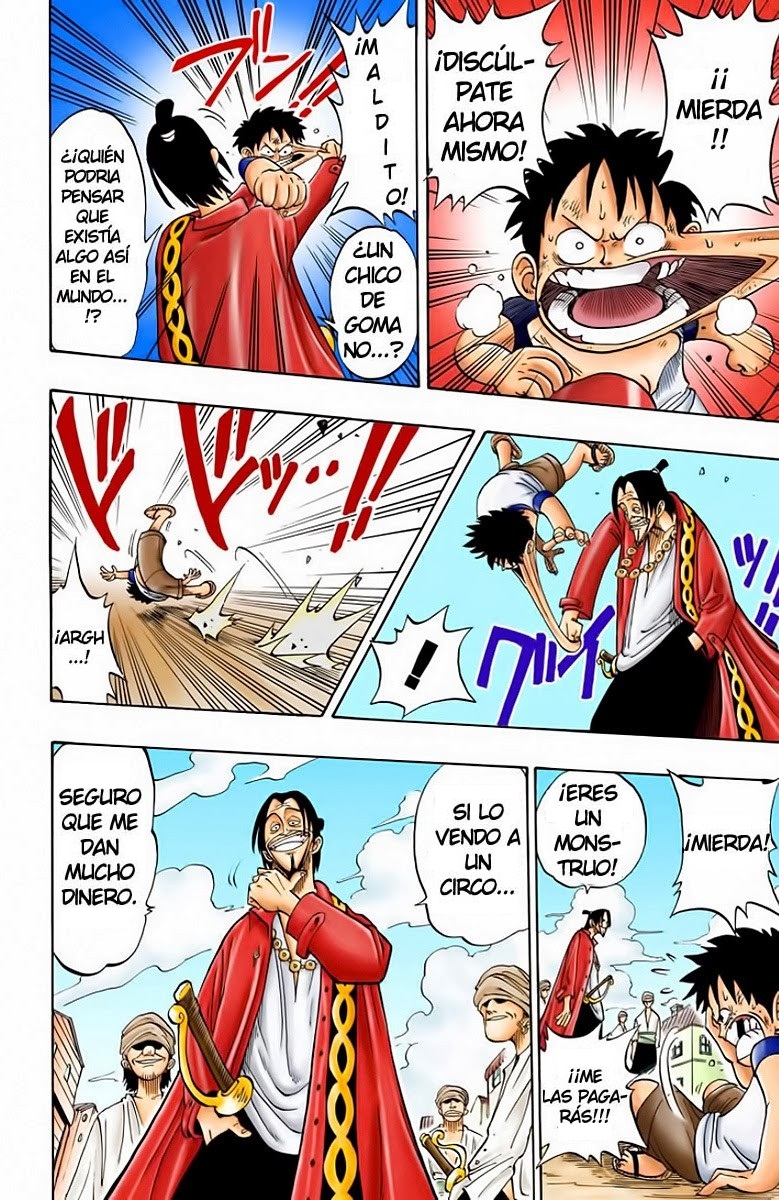 ¡¡
MIERDA
!!
¡DISCÚL-
PATE
AHORA
MISMO!
¡MALDITO!
ブン!!
¿UN
CHICO
DE
GOMA
NO...?
¿¡QUIÉN
PODRIA
PENSAR
QUE
EXISTÍA
ALGO ASÍ
EN EL
MUNDO...
!?
グイッ
!
ドドッ..!!
¡ARGH
...!
¡MIERDA!
¡ERES
UN
MONS-
TRUO!
¡¡ME
LAS PAGA-
RÁS!!!
SI LO
VENDO A
UN
CIRCO...
SEGURO
QUE ME
DAN
MUCHO
DINERO.